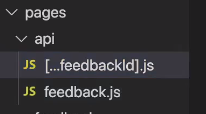 pages
api
JS [...feedbackId].js
JS feedback.js